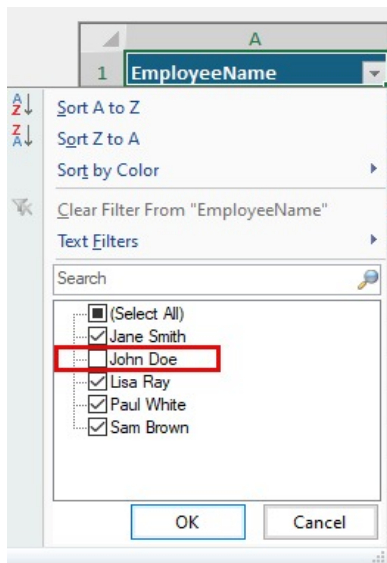 A
1 EmployeeName
Sort A to Z
Sort Z to A
Sort by Color
Clear Filter From "EmployeeName"
Text Filters
Search
(Select All)
Jane Smith
John Doe
Lisa Ray
Paul White
Sam Brown
OK Cancel